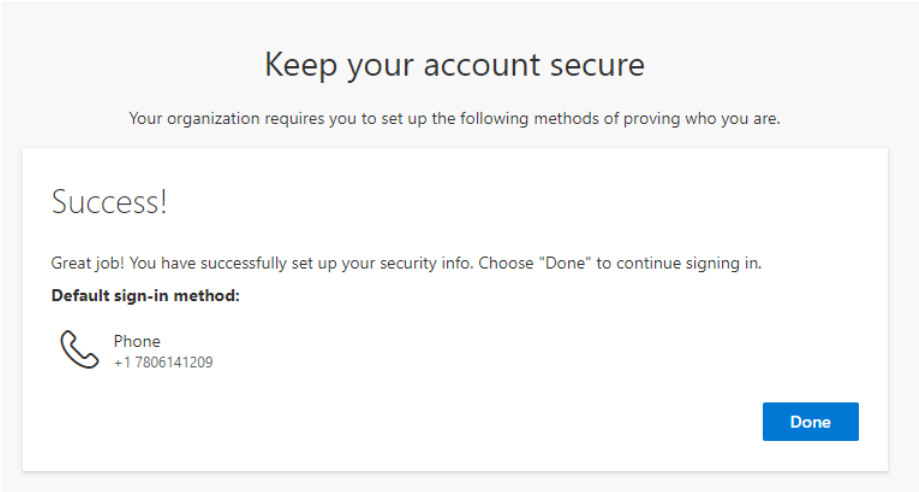 Keep your account secure
Your organization requires you to set up the following methods of proving who you are.
Success!
Great job! You have successfully set up your security info. Choose "Done" to continue signing in.
Default sign-in method:
Phone
+1 7806141209
Done